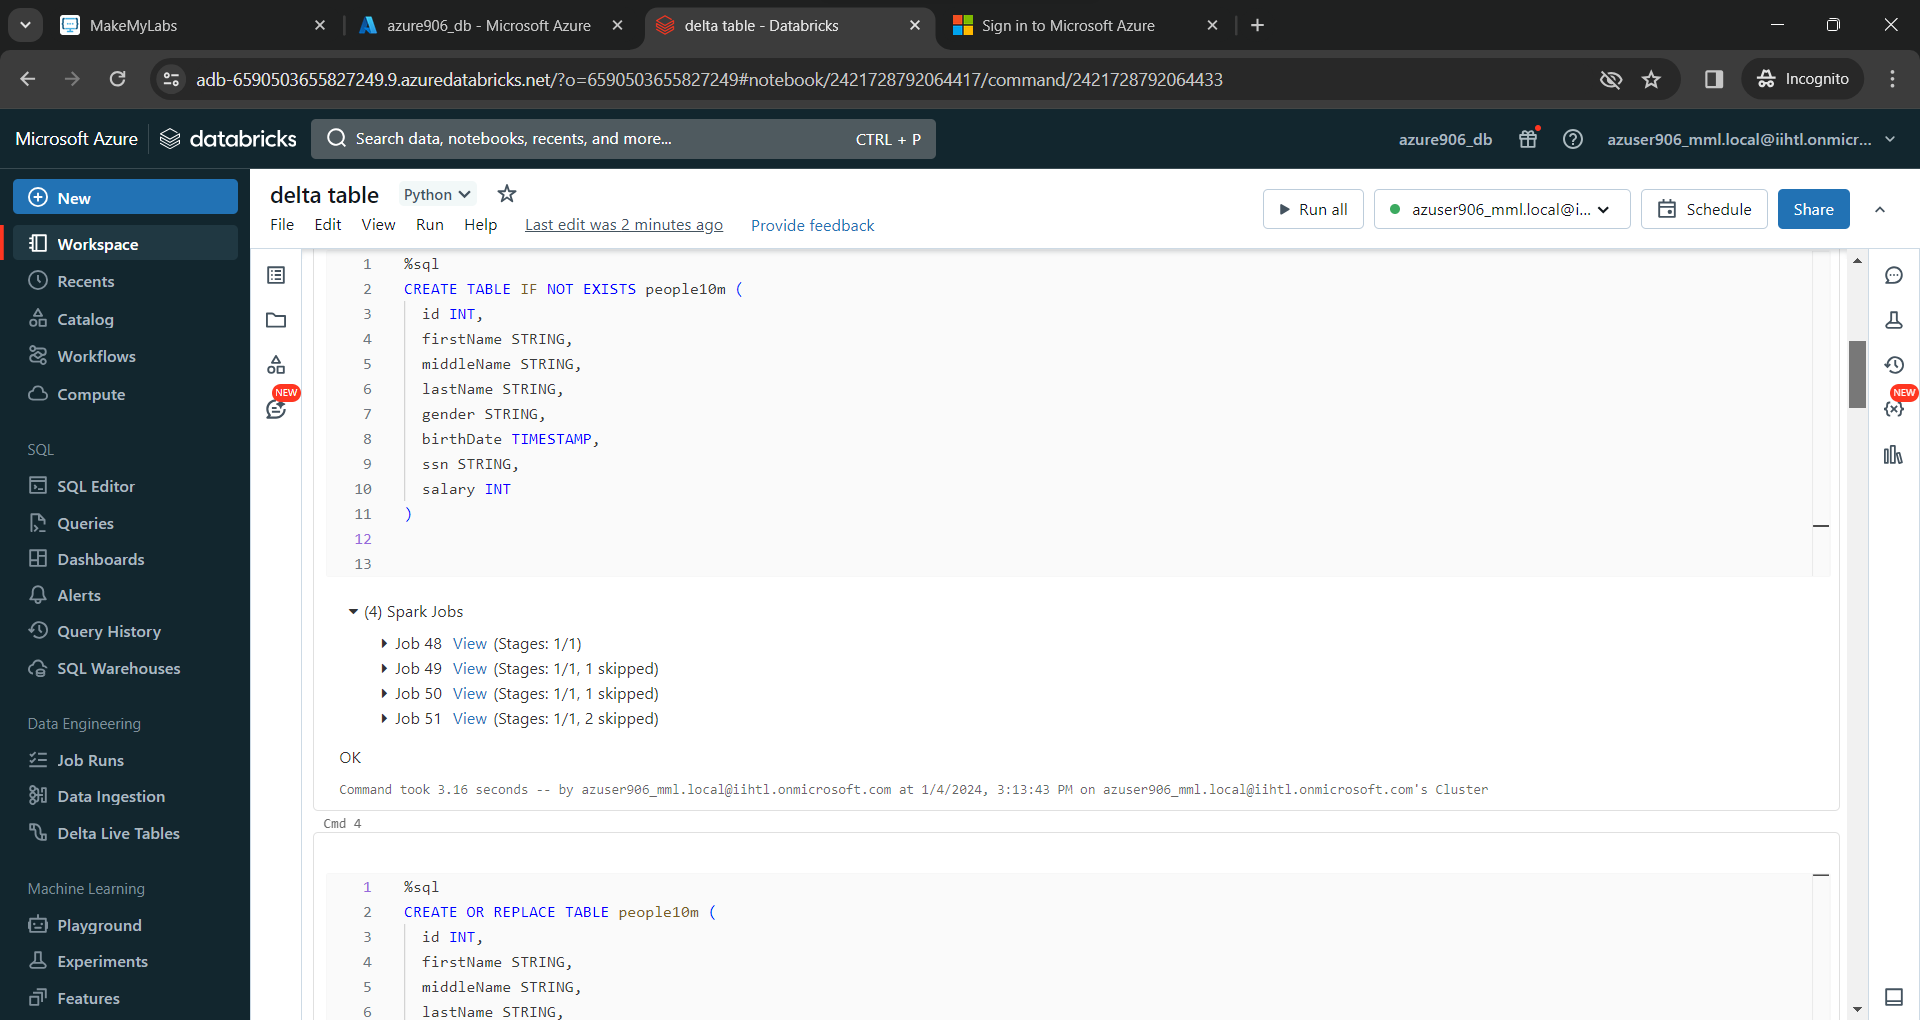 MakeMyLabs
azure906_db - Microsoft Azure
delta table - Databricks
Sign in to Microsoft Azure
adb-6590503655827249.9.azuredatabricks.net/?o=6590503655827249#notebook/2421728792064417/command/2421728792064433
Incognito
Microsoft Azure
databricks
Search data, notebooks, recents, and more...
CTRL + P
azure906_db
azuser906_mml.local@iihtl.onmicr...
New
Workspace
Recents
Catalog
Workflows
Compute
SQL
SQL Editor
Queries
Dashboards
Alerts
Query History
SQL Warehouses
Data Engineering
Job Runs
Data Ingestion
Delta Live Tables
Machine Learning
Playground
Experiments
Features
delta table
Python
File Edit View Run Help Last edit was 2 minutes ago Provide feedback
Run all
azuser906_mml.local@i...
Schedule
Share
NEW
NEW
1 %sql
2 CREATE TABLE IF NOT EXISTS people10m (
3 id INT,
4 firstName STRING,
5 middleName STRING,
6 lastName STRING,
7 gender STRING,
8 birthDate TIMESTAMP,
9 ssn STRING,
10 salary INT
11 )
12
13
(4) Spark Jobs
Job 48 View (Stages: 1/1)
Job 49 View (Stages: 1/1, 1 skipped)
Job 50 View (Stages: 1/1, 1 skipped)
Job 51 View (Stages: 1/1, 2 skipped)
OK
Command took 3.16 seconds -- by azuser906_mml.local@iihtl.onmicrosoft.com at 1/4/2024, 3:13:43 PM on azuser906_mml.local@iihtl.onmicrosoft.com's Cluster
Cmd 4
1 %sql
2 CREATE OR REPLACE TABLE people10m (
3 id INT,
4 firstName STRING,
5 middleName STRING,
6 lastName STRING,